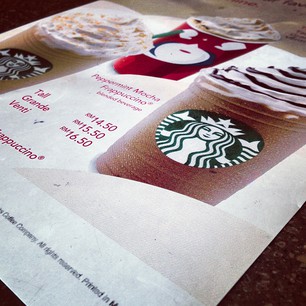 Tall
Grande
Venti
Peppermint Mocha
Frappuccino®
blended beverage
RM14.50
RM15.50
RM16.50
Frappuccino®
Coffee Company. All rights reserved. Printed in